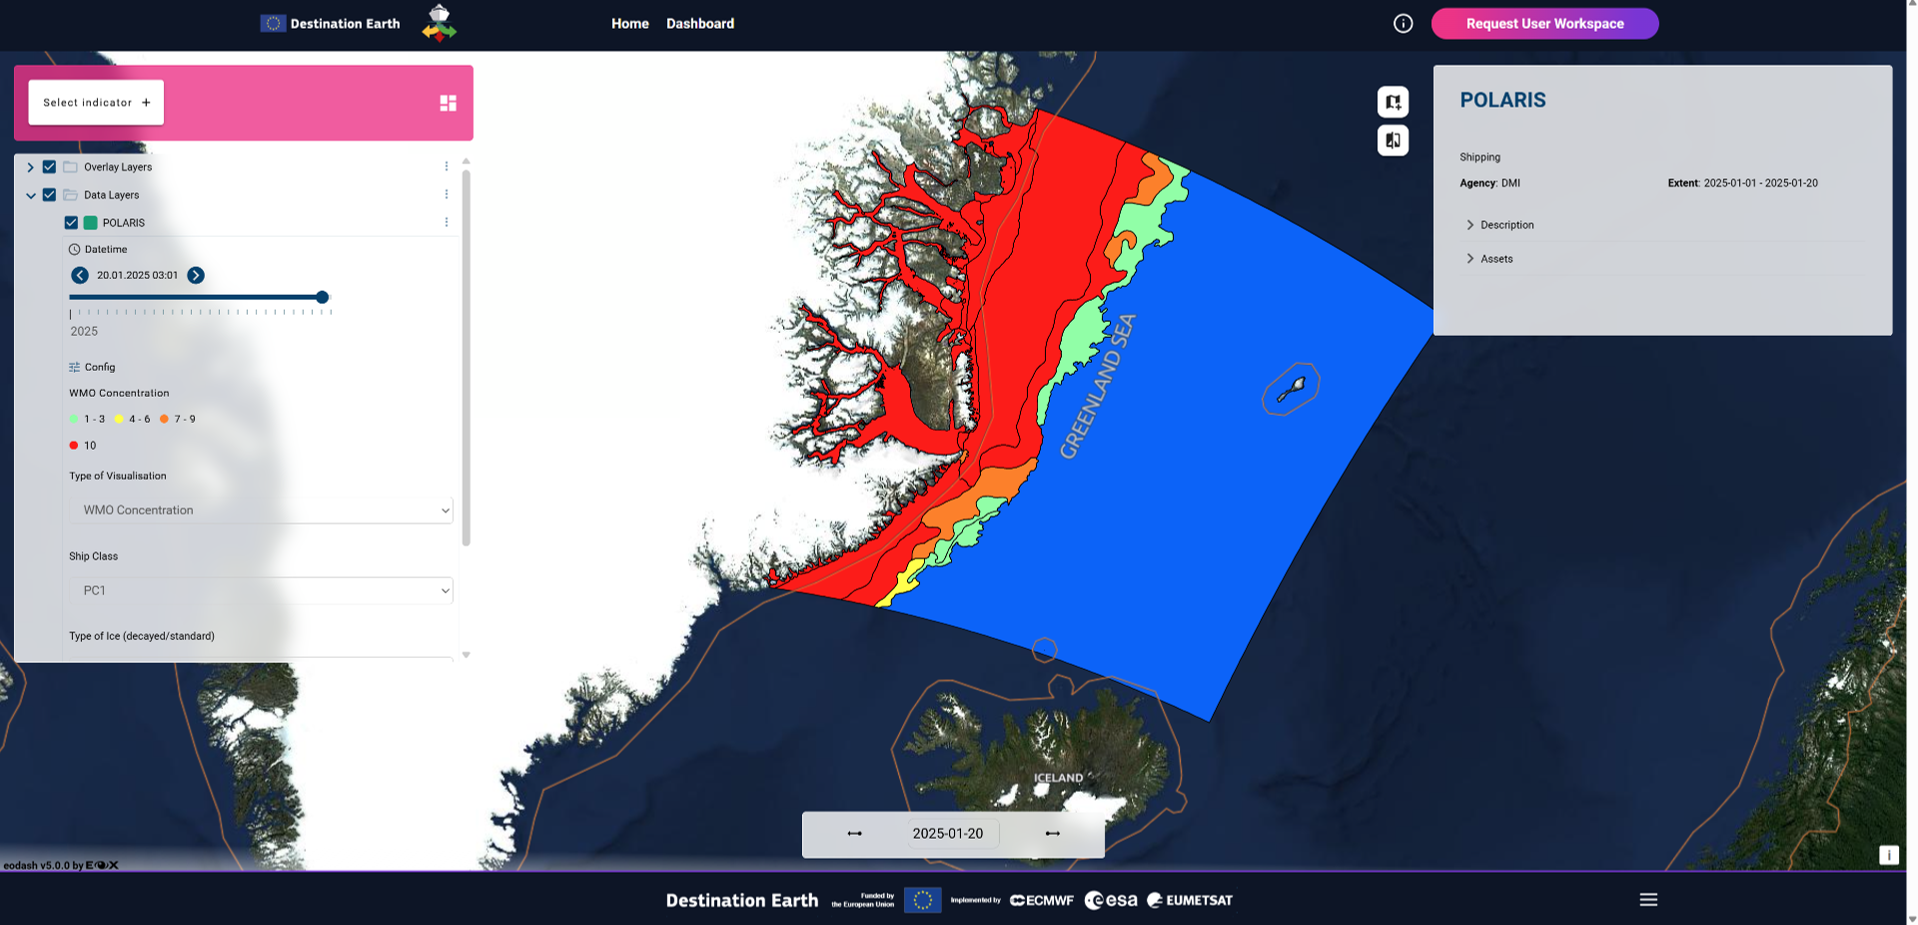 Destination Earth
Home Dashboard
Request User Workspace
Select indicator +
Overlay Layers
Data Layers
POLARIS
Datetime
20.01.2025 03:01
2025
Config
WMO Concentration
1 - 3 4 - 6 7 - 9
10
Type of Visualisation
WMO Concentration
Ship Class
PC1
Type of Ice (decayed/standard)
POLARIS
Shipping
Agency: DMI Extent: 2025-01-01 - 2025-01-20
Description
Assets
GREENLAND SEA
ICELAND
2025-01-20
eodash v5.0.0 by EOX
i
Destination Earth Funded by the European Union Implemented by ECMWF esa EUMETSAT